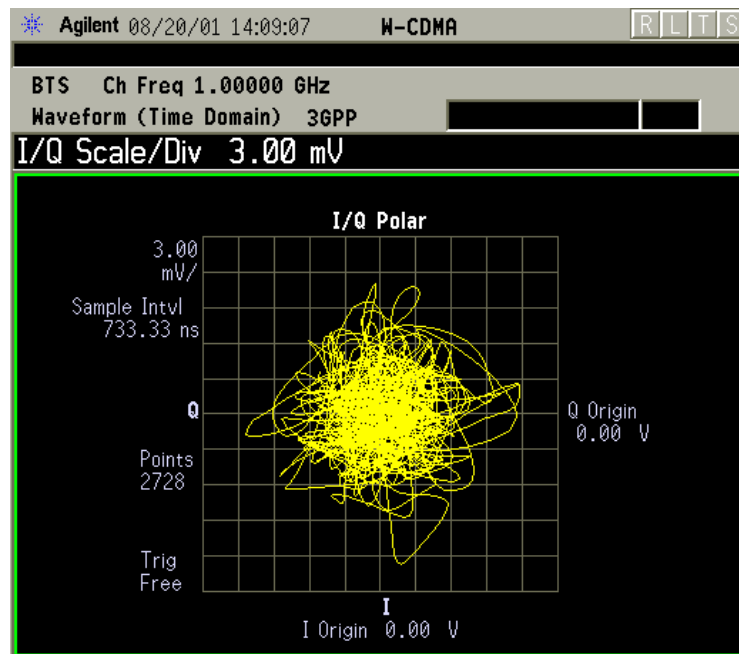 Agilent 08/20/01 14:09:07 W-CDMA R L T S
BTS Ch Freq 1.00000 GHz
Waveform (Time Domain) 3GPP
I/Q Scale/Div 3.00 mV
I/Q Polar
3.00
mV/
Sample Intvl
733.33 ns
Q
Q Origin
0.00 V
Points
2728
Trig
Free
I
I Origin 0.00 V